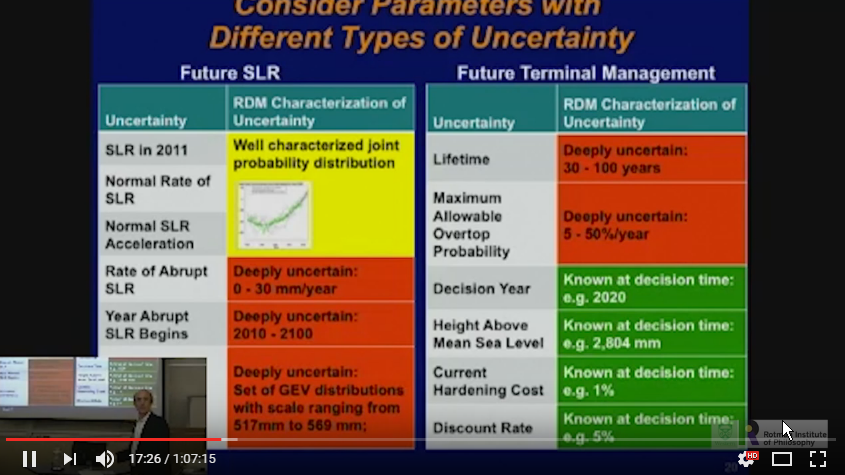 Consider Parameters with
Different Types of Uncertainty
Future SLR
Uncertainty
RDM Characterization of
Uncertainty
SLR in 2011
Well characterized joint
probability distribution
Normal Rate of
SLR
Normal SLR
Acceleration
Rate of Abrupt
SLR
Deeply uncertain:
0 - 30 mm/year
Year Abrupt
SLR Begins
Deeply uncertain:
2010 - 2100
Deeply uncertain:
Set of GEV distributions
with scale ranging from
517mm to 569 mm;
Future Terminal Management
Uncertainty
RDM Characterization of
Uncertainty
Lifetime
Deeply uncertain:
30 - 100 years
Maximum
Allowable
Overtop
Probability
Deeply uncertain:
5 - 50%/year
Decision Year
Known at decision time:
e.g. 2020
Height Above
Mean Sea Level
Known at decision time:
e.g. 2,804 mm
Current
Hardening Cost
Known at decision time:
e.g. 1%
Discount Rate
Known at decision time:
e.g. 5%
Institute
of Philosophy
17:26 / 1:07:15
HD